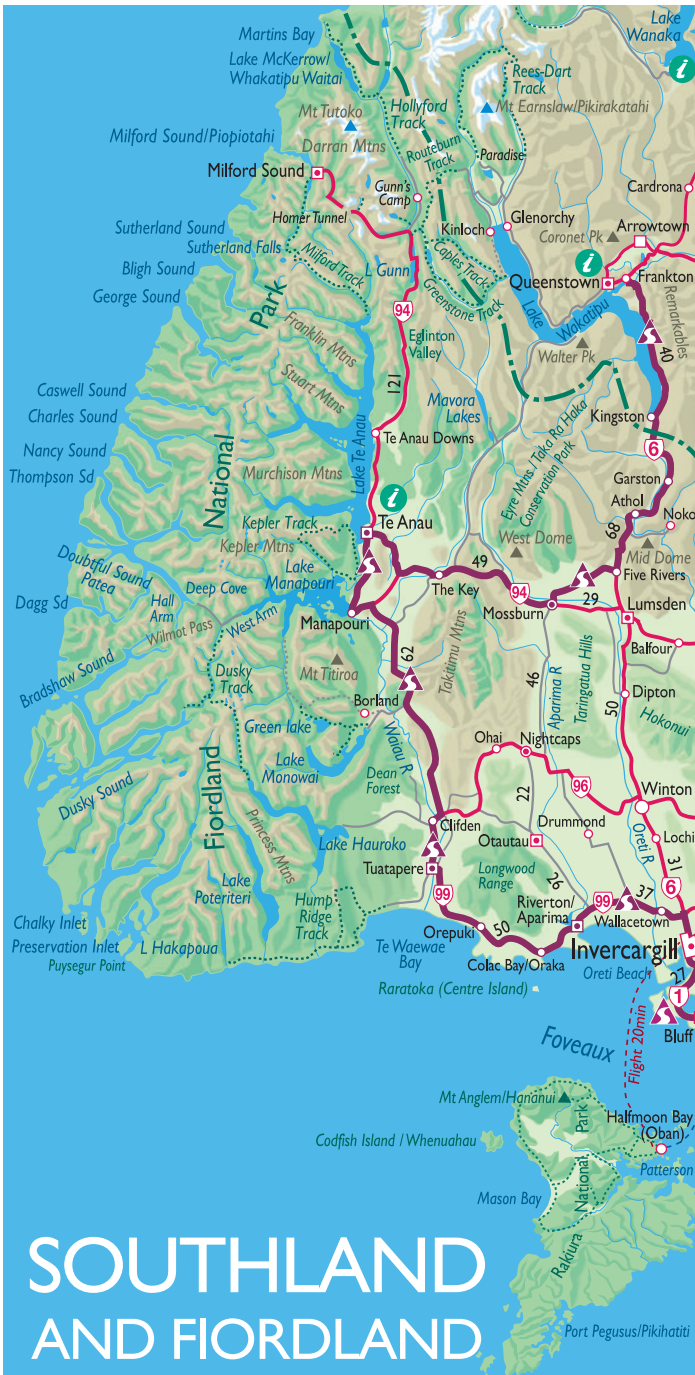 Lake
Wanaka
Martins Bay
Lake McKerrow/
Whakatipu Waitai
Rees-Dart
Track
Mt Tutoko
Hollyford
Track
Mt Earnslaw/Pikirakatahi
Milford Sound/Piopiotahi
Darran Mtns
Routeburn
Track
Paradise
Milford Sound
Gunn's
Camp
Cardrona
Homer Tunnel
Kinloch
Glenorchy
Arrowtown
Coronet Pk
Sutherland Sound
Sutherland Falls
Milford Track
L Gunn
Caples Track
Greenstone Track
Queenstown
Frankton
Bligh Sound
George Sound
Park
94
Lake
Wakatipu
Remarkables
Franklin Mtns
Eglinton
Valley
Walter Pk
40
Stuart Mtns
121
Caswell Sound
Charles Sound
Mavora
Lakes
Kingston
Nancy Sound
Te Anau Downs
Lake Te Anau
Eyre Mtns / Taka Ra Haka
Conservation Park
6
Thompson Sd
National
Murchison Mtns
Garston
Athol
Noko
Kepler Track
Te Anau
Kepler Mtns
West Dome
68
Mid Dome
Doubtful Sound
Patea
Deep Cove
Lake
Manapouri
49
The Key
94
Five Rivers
Dagg Sd
Hall
Arm
West Arm
Mossburn
29
Lumsden
Wilmot Pass
Manapouri
Balfour
Bradshaw Sound
Dusky
Track
Mt Titiroa
62
Takitimu Mtns
46
Aparima R
Taringatua Hills
50
Dipton
Borland
Hokonui
Green lake
Waiau R
Ohai
Nightcaps
Lake
Monowai
Dean
Forest
96
22
Winton
Dusky Sound
Fiordland
Clifden
Drummond
Princess Mtns
Lake Hauroko
Otautau
Oreti R
Lochi
31
Tuatapere
Longwood
Range
26
6
Lake
Poteriteri
Hump
Ridge
Track
99
Riverton/
Aparima
99
37
Chalky Inlet
Orepuki
50
Wallacetown
Preservation Inlet
L Hakapoua
Te Waewae
Bay
Invercargill
Puysegur Point
Colac Bay/Oraka
Oreti Beach
27
Raratoka (Centre Island)
1
Flight 20min
Bluff
Foveaux
Mt Anglem/Hananui
Park
Halfmoon Bay
(Oban)
Codfish Island / Whenuahau
Patterson
National
Mason Bay
Rakiura
SOUTHLAND
AND FIORDLAND
Port Pegusus/Pikihatiti